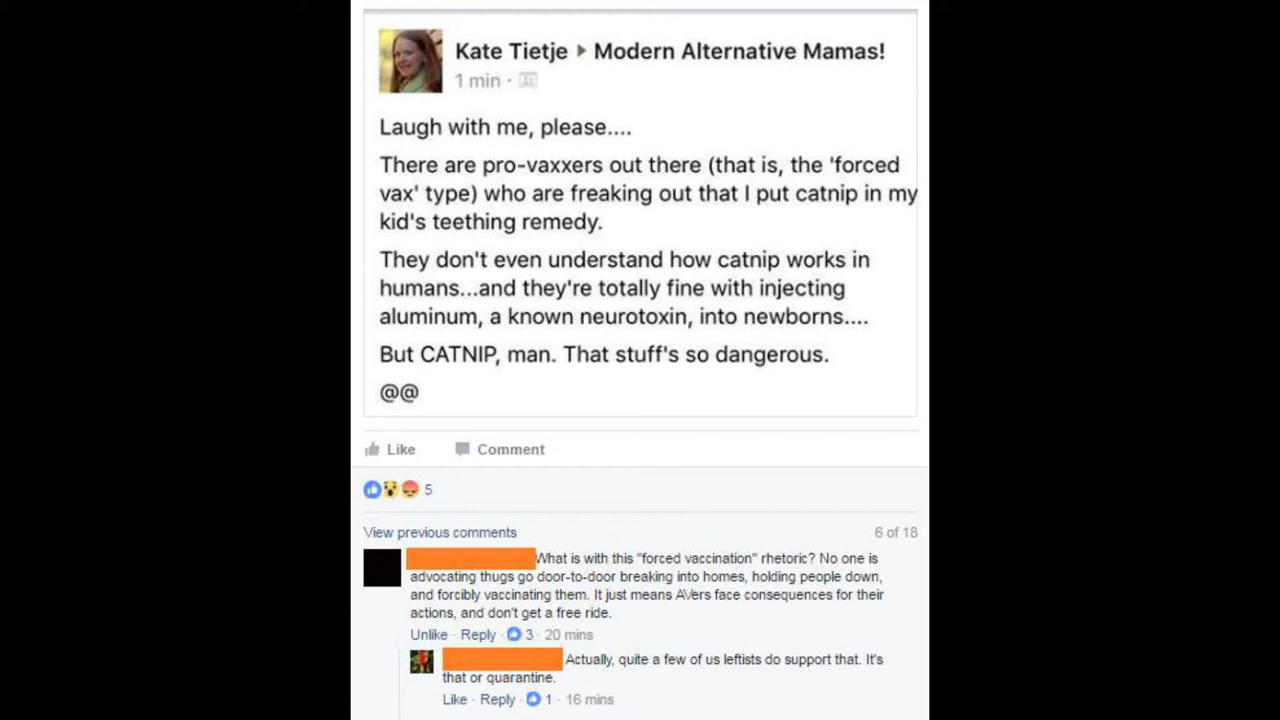 Kate Tietje ▸ Modern Alternative Mamas!
1 min ·
Laugh with me, please....
There are pro-vaxxers out there (that is, the 'forced
vax' type) who are freaking out that I put catnip in my
kid's teething remedy.
They don't even understand how catnip works in
humans...and they're totally fine with injecting
aluminum, a known neurotoxin, into newborns....
But CATNIP, man. That stuff's so dangerous.
@@
Like Comment
5
View previous comments 6 of 18
What is with this "forced vaccination" rhetoric? No one is
advocating thugs go door-to-door breaking into homes, holding people down,
and forcibly vaccinating them. It just means AVers face consequences for their
actions, and don't get a free ride.
Unlike · Reply · 3 · 20 mins
Actually, quite a few of us leftists do support that. It's
that or quarantine.
Like · Reply · 1 · 16 mins